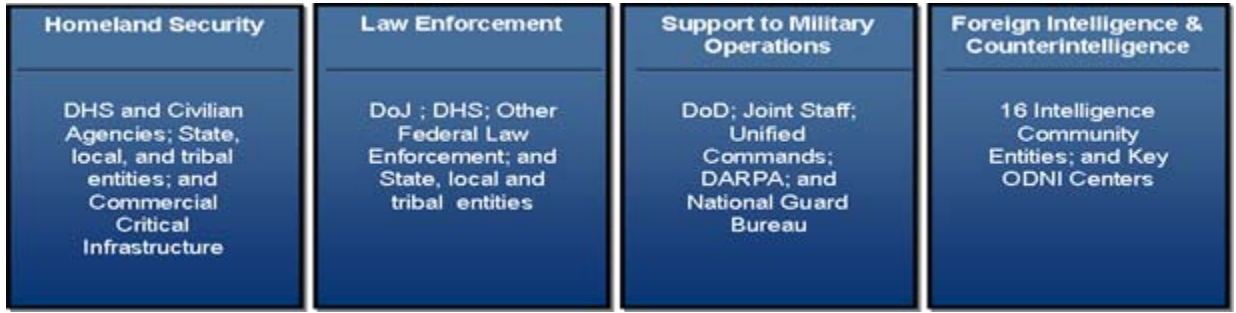 Homeland Security
DHS and Civilian
Agencies; State,
local, and tribal
entities; and
Commercial
Critical
Infrastructure
Law Enforcement
DoJ ; DHS; Other
Federal Law
Enforcement; and
State, local and
tribal entities
Support to Military
Operations
DoD; Joint Staff;
Unified
Commands;
DARPA; and
National Guard
Bureau
Foreign Intelligence &
Counterintelligence
16 Intelligence
Community
Entities; and Key
ODNI Centers